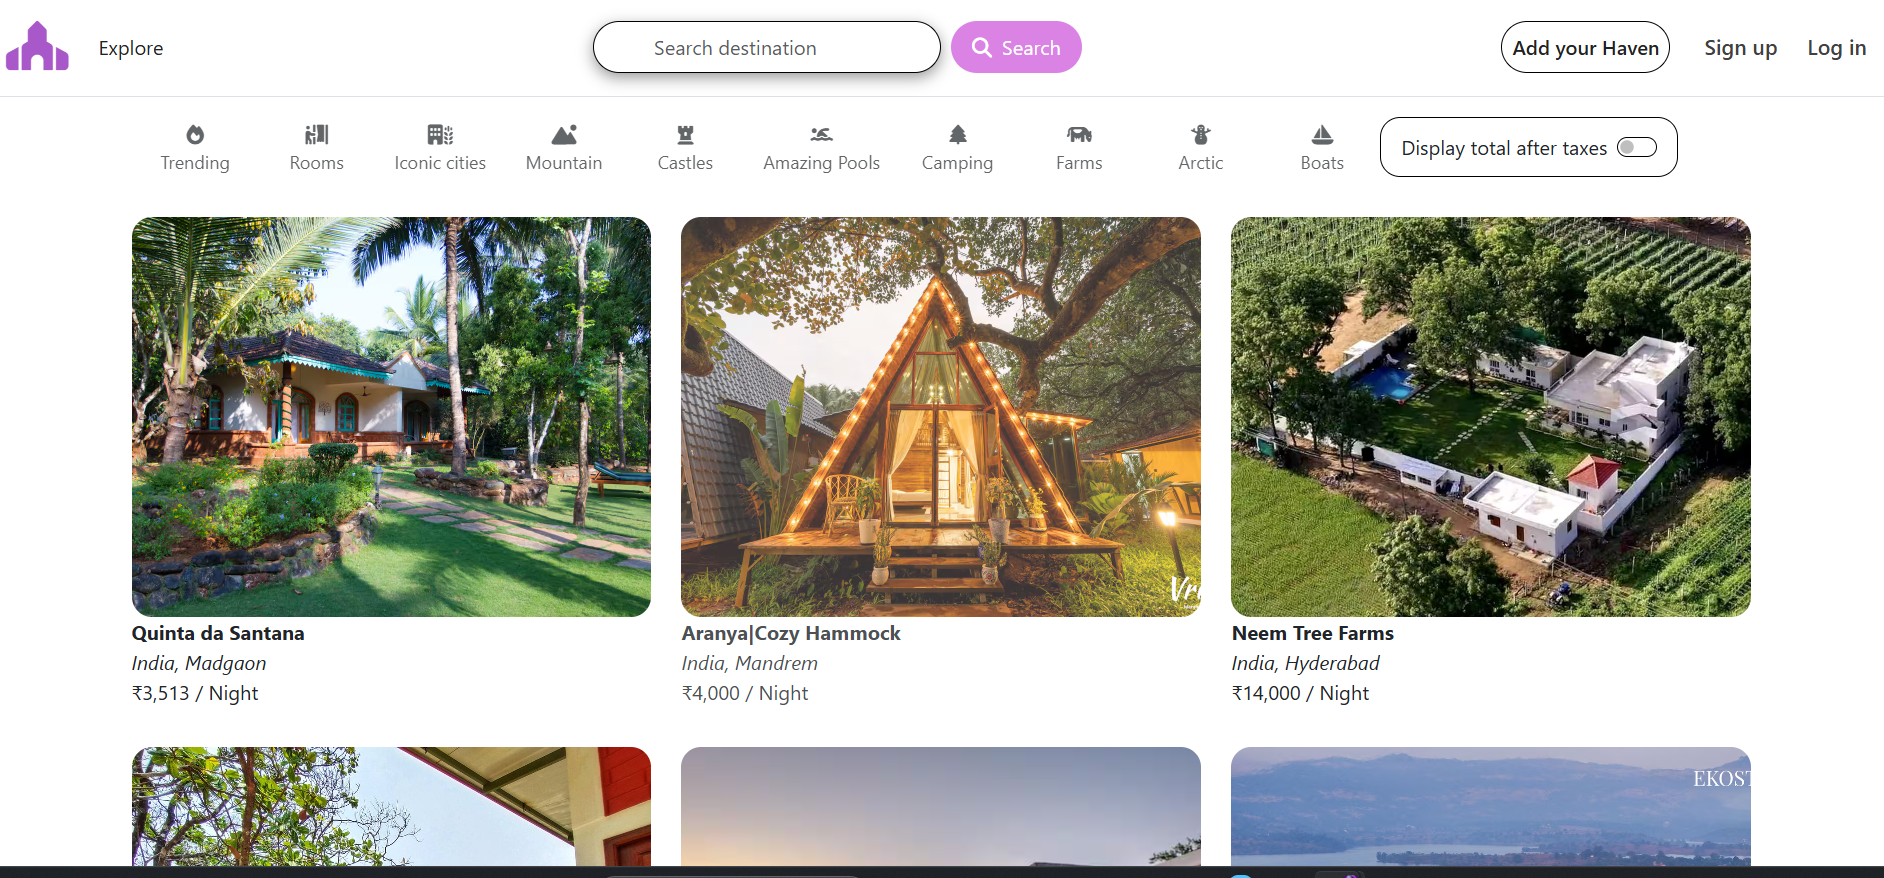 Explore
Search destination
Search
Add your Haven
Sign up
Log in
Trending
Rooms
Iconic cities
Mountain
Castles
Amazing Pools
Camping
Farms
Arctic
Boats
Display total after taxes
Quinta da Santana
India, Madgaon
₹3,513 / Night
Aranya|Cozy Hammock
India, Mandrem
₹4,000 / Night
Neem Tree Farms
India, Hyderabad
₹14,000 / Night